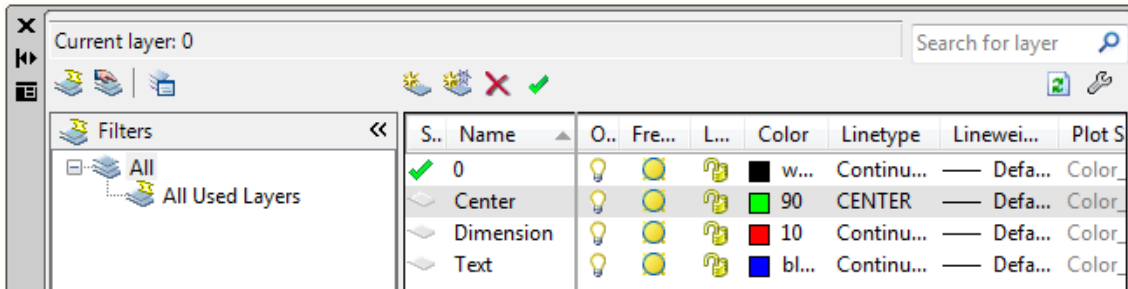 Current layer: 0
Search for layer
Filters
All
All Used Layers
S.. Name O.. Fre... L... Color Linetype Linewei... Plot S
0 w... Continu... Defa... Color_
Center 90 CENTER Defa... Color_
Dimension 10 Continu... Defa... Color_
Text bl... Continu... Defa... Color_